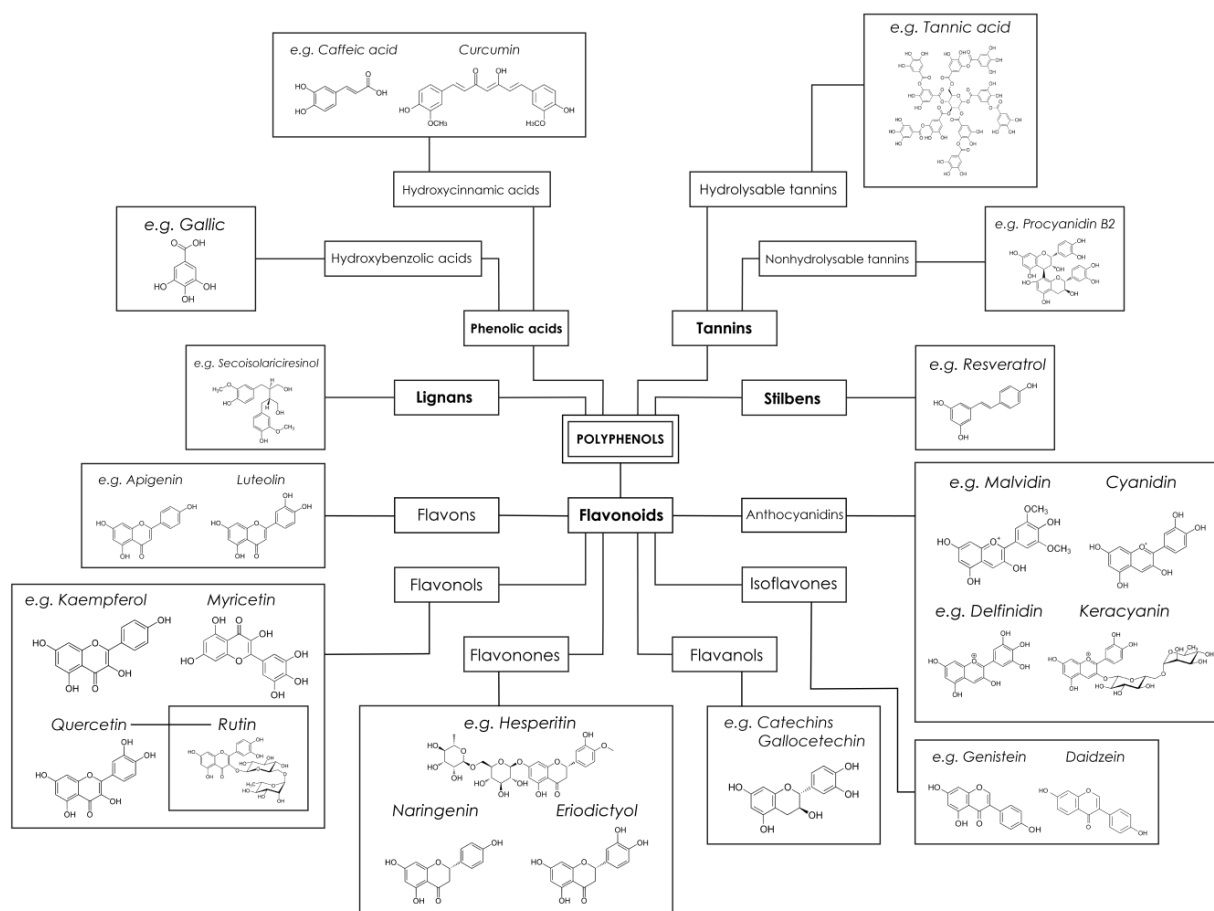 e.g. Caffeic acid
Curcumin
e.g. Tannic acid
Hydroxycinnamic acids
Hydrolysable tannins
e.g. Gallic
Hydroxybenzolic acids
Nonhydrolysable tannins
e.g. Procyanidin B2
Phenolic acids
Tannins
e.g. Secoisolariciresinol
Lignans
Stilbens
e.g. Resveratrol
POLYPHENOLS
e.g. Apigenin
Luteolin
Flavons
Flavonoids
Anthocyanidins
e.g. Malvidin
Cyanidin
Flavonols
Isoflavones
e.g. Kaempferol
Myricetin
e.g. Delfinidin
Keracyanin
Flavonones
Flavanols
Quercetin
Rutin
e.g. Hesperitin
e.g. Catechins
Gallocetechin
Naringenin
Eriodictyol
e.g. Genistein
Daidzein